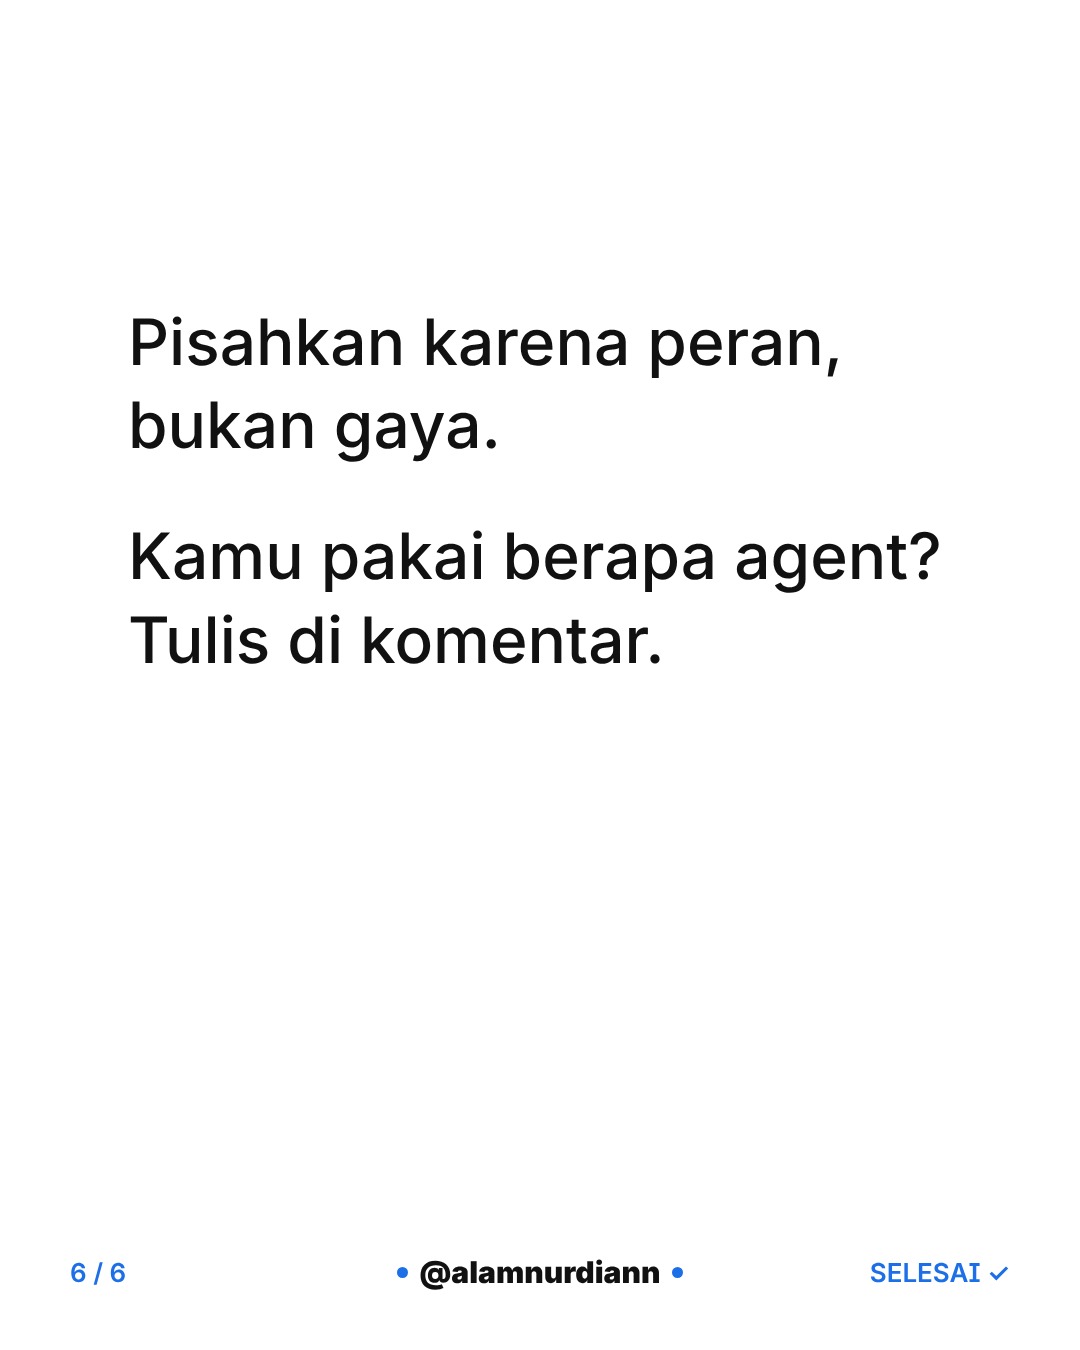 Pisahkan karena peran,
bukan gaya.
Kamu pakai berapa agent?
Tulis di komentar.
6 / 6
• @alamnurdiann •
SELESAI ✓